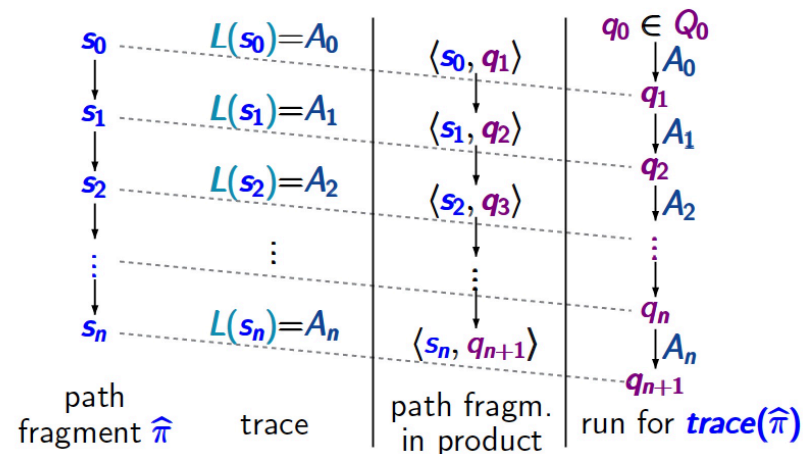 s₀ L(s₀)=A₀ ⟨s₀, q₁⟩ q₀ ∈ Q₀
A₀
q₁
s₁ L(s₁)=A₁ ⟨s₁, q₂⟩ A₁
q₂
s₂ L(s₂)=A₂ ⟨s₂, q₃⟩ A₂
⋮ ⋮ ⋮ ⋮
qₙ
sₙ L(sₙ)=Aₙ ⟨sₙ, qₙ₊₁⟩ Aₙ
qₙ₊₁
path path fragm. run for trace(π̂)
fragment π̂ trace in product